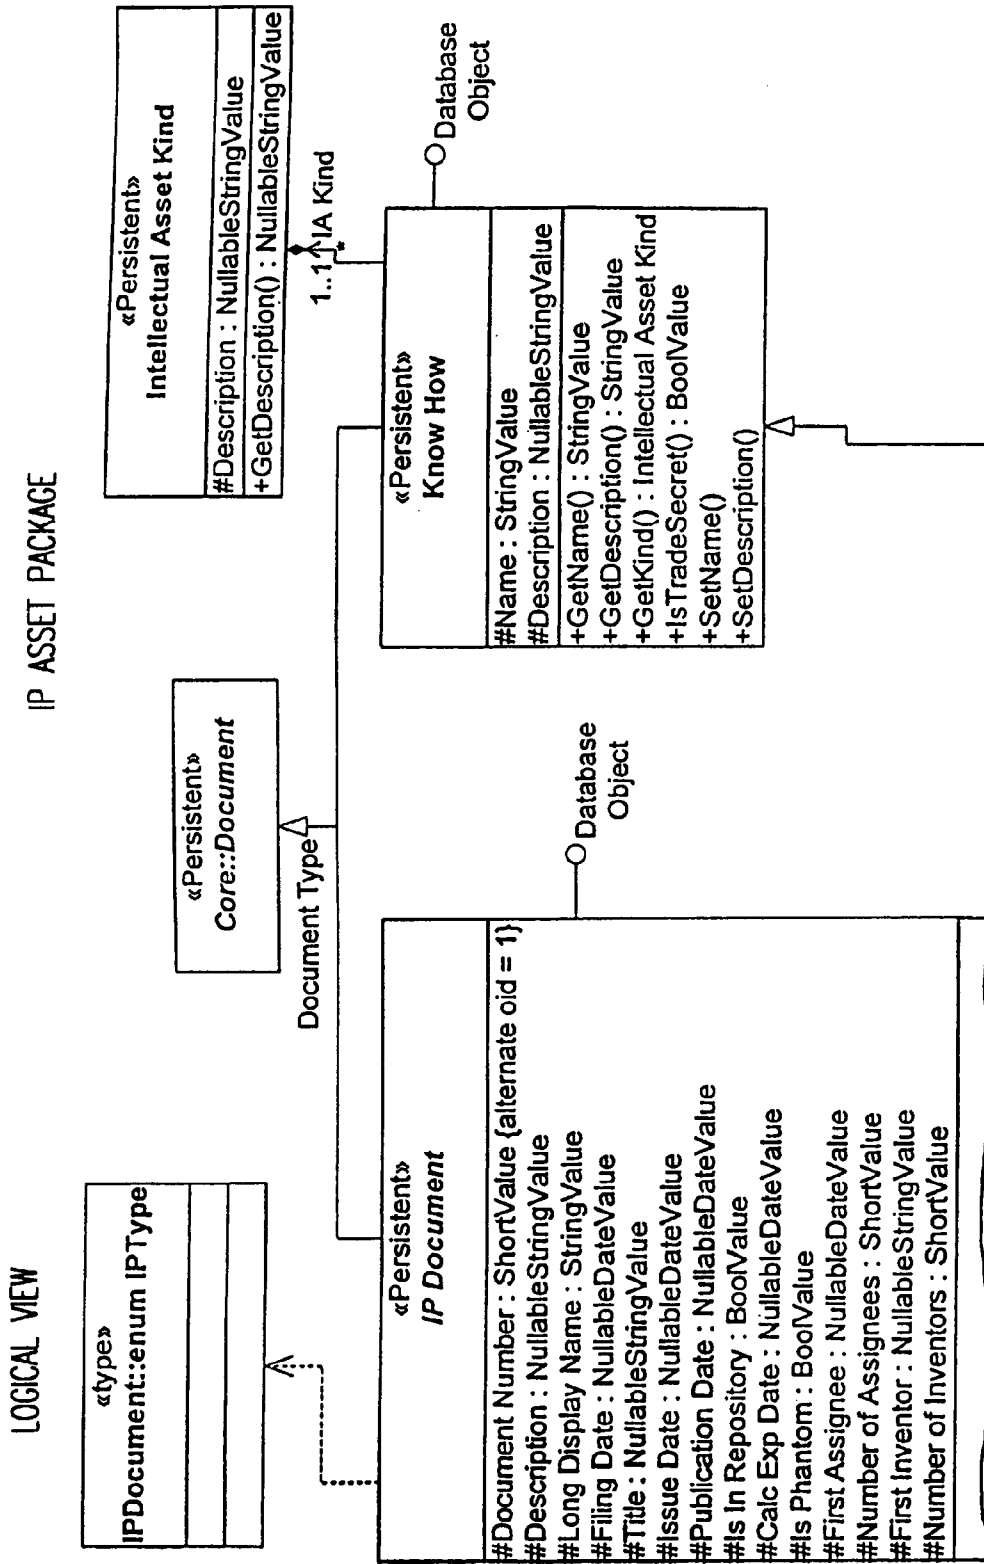 LOGICAL VIEW
IP ASSET PACKAGE
«type»
IPDocument::enum IPType
«Persistent»
Core::Document
«Persistent»
Intellectual Asset Kind
#Description : NullableStringValue
+GetDescription() : NullableStringValue
Document Type
1..1
IA Kind
*
«Persistent»
IP Document
#Document Number : ShortValue {alternate oid = 1}
#Description : NullableStringValue
#Long Display Name : StringValue
#Filing Date : NullableDateValue
#Title : NullableStringValue
#Issue Date : NullableDateValue
#Publication Date : NullableDateValue
#Is In Repository : BoolValue
#Calc Exp Date : NullableDateValue
#Is Phantom : BoolValue
#First Assignee : NullableDateValue
#Number of Assignees : ShortValue
#First Inventor : NullableStringValue
#Number of Inventors : ShortValue
Database
Object
«Persistent»
Know How
#Name : StringValue
#Description : NullableStringValue
+GetName() : StringValue
+GetDescription() : StringValue
+GetKind() : Intellectual Asset Kind
+IsTradeSecret() : BoolValue
+SetName()
+SetDescription()
Database
Object